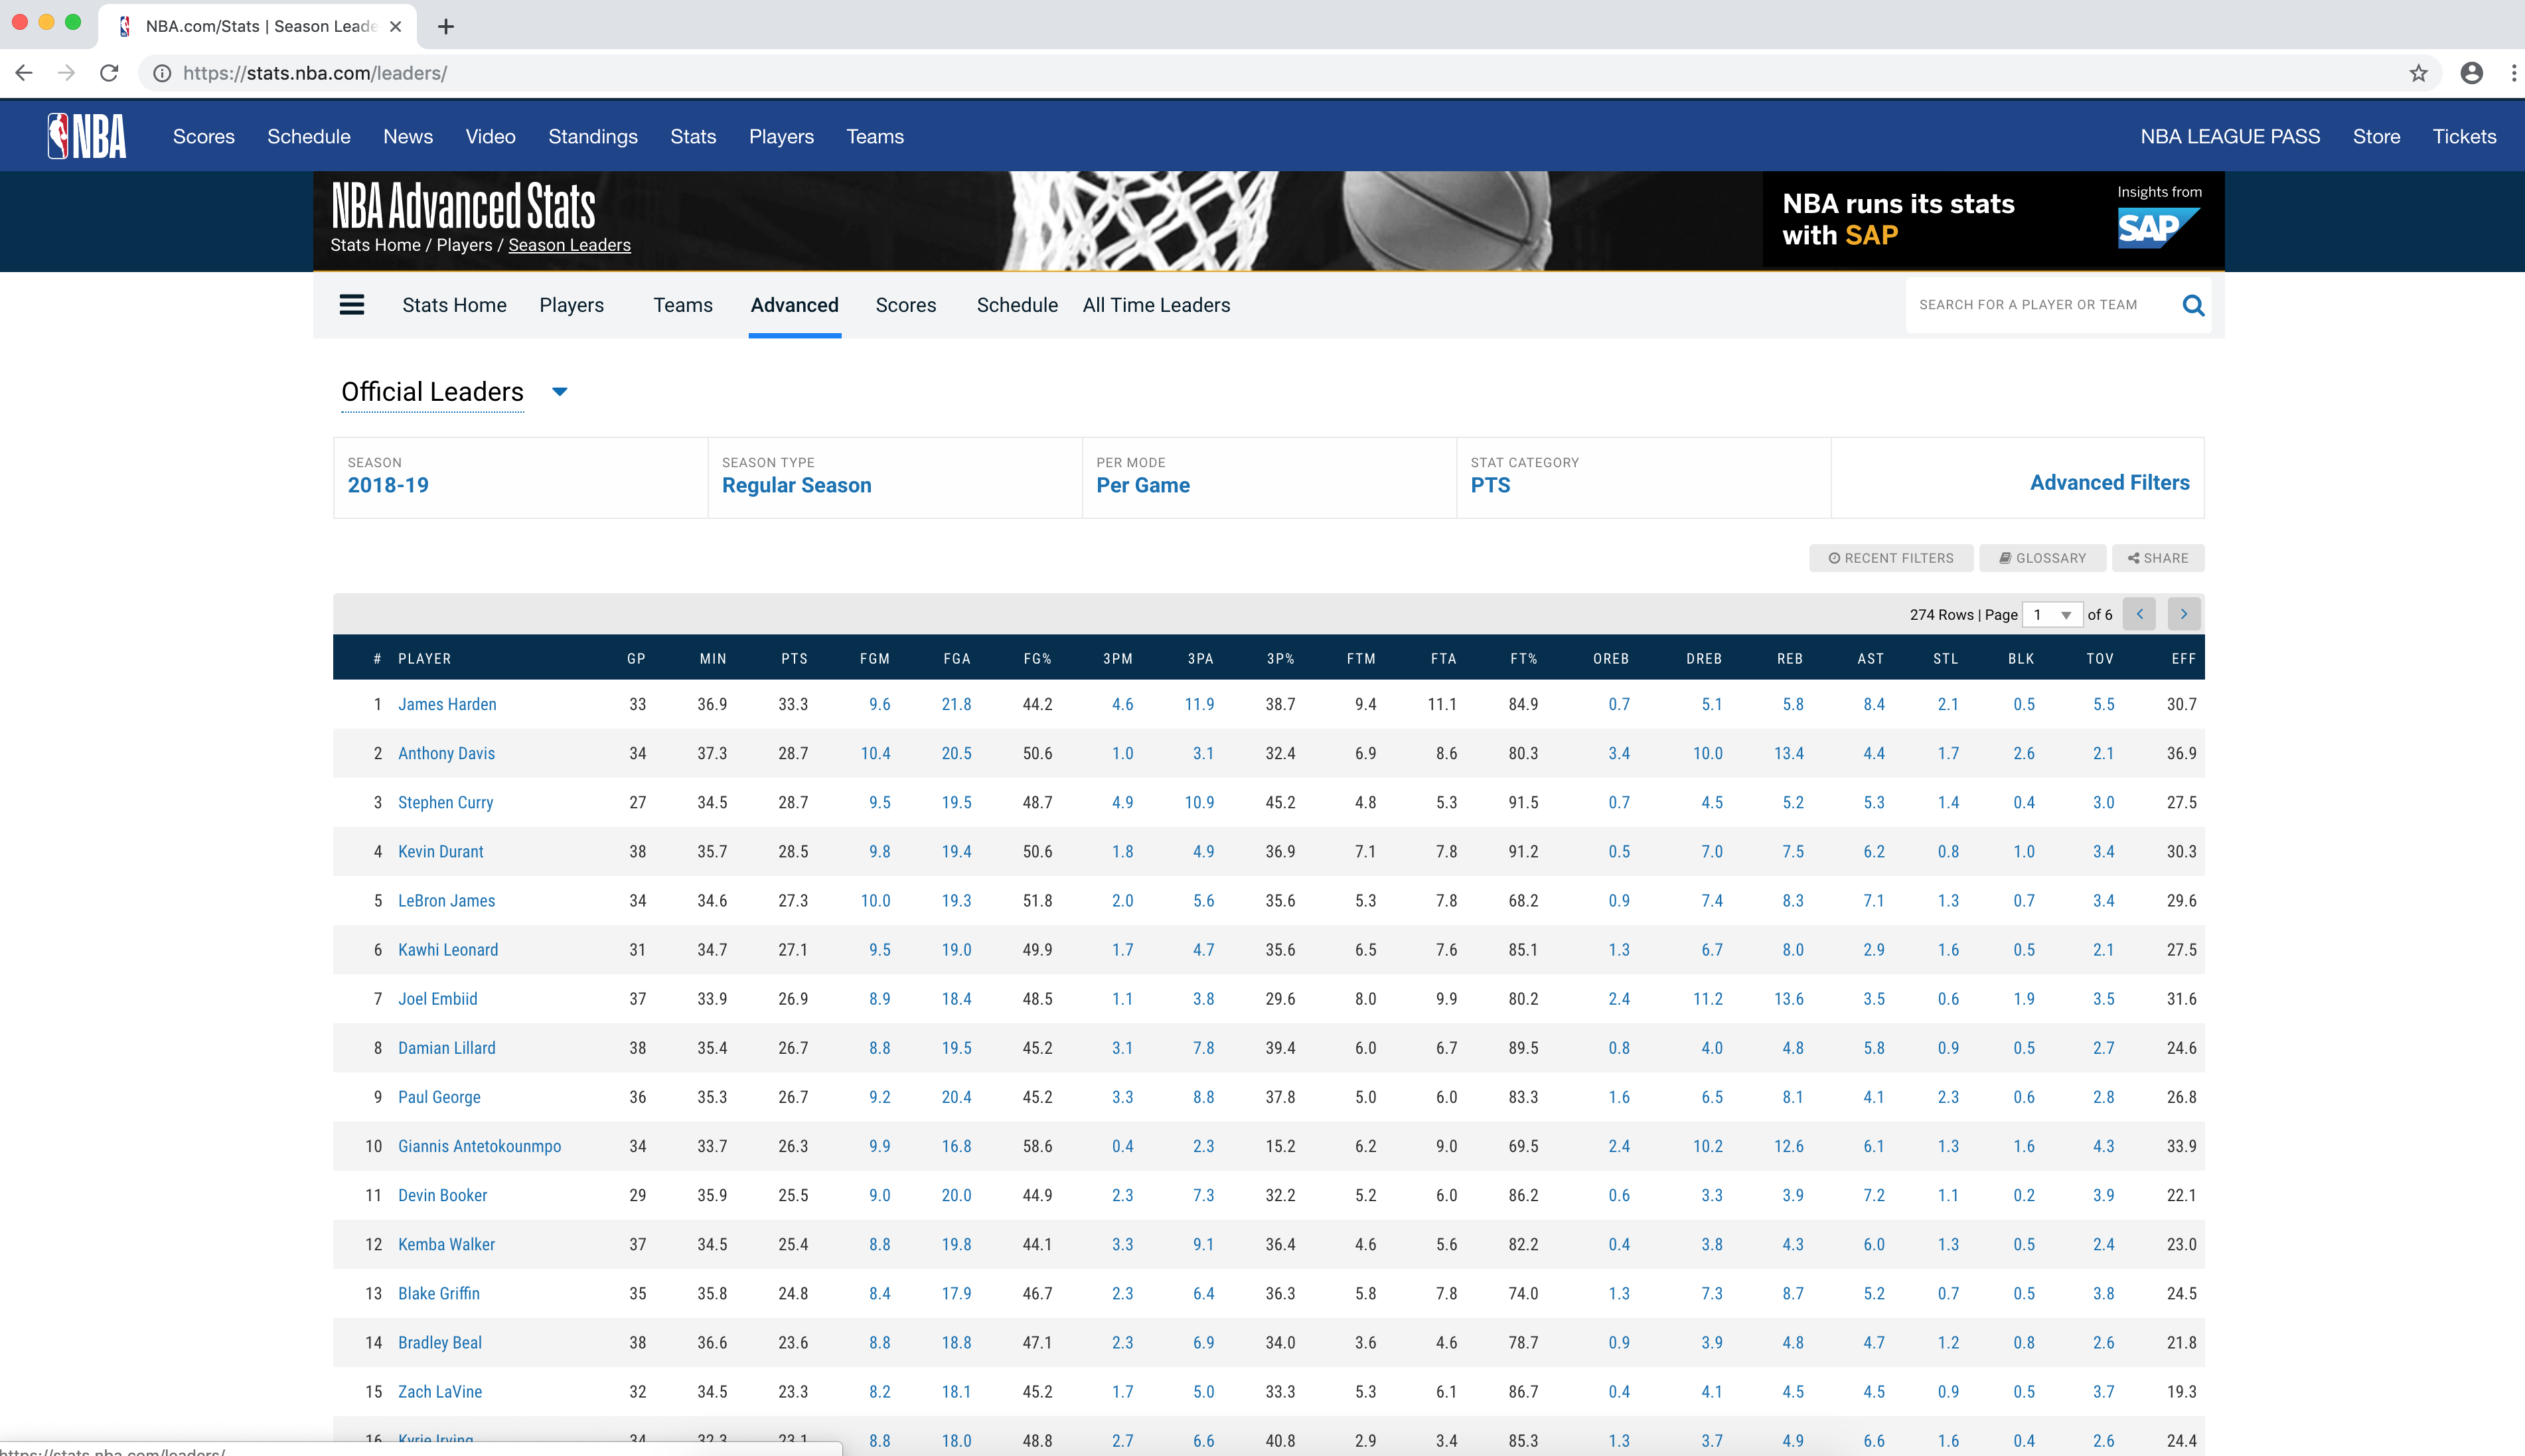 NBA.com/Stats | Season Leade
https://stats.nba.com/leaders/
NBA Scores Schedule News Video Standings Stats Players Teams NBA LEAGUE PASS Store Tickets
NBA Advanced Stats
Stats Home / Players / Season Leaders
NBA runs its stats
with SAP
Insights from
SAP
Stats Home Players Teams Advanced Scores Schedule All Time Leaders SEARCH FOR A PLAYER OR TEAM
Official Leaders
SEASON SEASON TYPE PER MODE STAT CATEGORY
2018-19 Regular Season Per Game PTS Advanced Filters
RECENT FILTERS GLOSSARY SHARE
274 Rows | Page 1 of 6
# PLAYER GP MIN PTS FGM FGA FG% 3PM 3PA 3P% FTM FTA FT% OREB DREB REB AST STL BLK TOV EFF
1 James Harden 33 36.9 33.3 9.6 21.8 44.2 4.6 11.9 38.7 9.4 11.1 84.9 0.7 5.1 5.8 8.4 2.1 0.5 5.5 30.7
2 Anthony Davis 34 37.3 28.7 10.4 20.5 50.6 1.0 3.1 32.4 6.9 8.6 80.3 3.4 10.0 13.4 4.4 1.7 2.6 2.1 36.9
3 Stephen Curry 27 34.5 28.7 9.5 19.5 48.7 4.9 10.9 45.2 4.8 5.3 91.5 0.7 4.5 5.2 5.3 1.4 0.4 3.0 27.5
4 Kevin Durant 38 35.7 28.5 9.8 19.4 50.6 1.8 4.9 36.9 7.1 7.8 91.2 0.5 7.0 7.5 6.2 0.8 1.0 3.4 30.3
5 LeBron James 34 34.6 27.3 10.0 19.3 51.8 2.0 5.6 35.6 5.3 7.8 68.2 0.9 7.4 8.3 7.1 1.3 0.7 3.4 29.6
6 Kawhi Leonard 31 34.7 27.1 9.5 19.0 49.9 1.7 4.7 35.6 6.5 7.6 85.1 1.3 6.7 8.0 2.9 1.6 0.5 2.1 27.5
7 Joel Embiid 37 33.9 26.9 8.9 18.4 48.5 1.1 3.8 29.6 8.0 9.9 80.2 2.4 11.2 13.6 3.5 0.6 1.9 3.5 31.6
8 Damian Lillard 38 35.4 26.7 8.8 19.5 45.2 3.1 7.8 39.4 6.0 6.7 89.5 0.8 4.0 4.8 5.8 0.9 0.5 2.7 24.6
9 Paul George 36 35.3 26.7 9.2 20.4 45.2 3.3 8.8 37.8 5.0 6.0 83.3 1.6 6.5 8.1 4.1 2.3 0.6 2.8 26.8
10 Giannis Antetokounmpo 34 33.7 26.3 9.9 16.8 58.6 0.4 2.3 15.2 6.2 9.0 69.5 2.4 10.2 12.6 6.1 1.3 1.6 4.3 33.9
11 Devin Booker 29 35.9 25.5 9.0 20.0 44.9 2.3 7.3 32.2 5.2 6.0 86.2 0.6 3.3 3.9 7.2 1.1 0.2 3.9 22.1
12 Kemba Walker 37 34.5 25.4 8.8 19.8 44.1 3.3 9.1 36.4 4.6 5.6 82.2 0.4 3.8 4.3 6.0 1.3 0.5 2.4 23.0
13 Blake Griffin 35 35.8 24.8 8.4 17.9 46.7 2.3 6.4 36.3 5.8 7.8 74.0 1.3 7.3 8.7 5.2 0.7 0.5 3.8 24.5
14 Bradley Beal 38 36.6 23.6 8.8 18.8 47.1 2.3 6.9 34.0 3.6 4.6 78.7 0.9 3.9 4.8 4.7 1.2 0.8 2.6 21.8
15 Zach LaVine 32 34.5 23.3 8.2 18.1 45.2 1.7 5.0 33.3 5.3 6.1 86.7 0.4 4.1 4.5 4.5 0.9 0.5 3.7 19.3
16 Kyrie Irving 34 32.3 23.1 8.8 18.0 48.8 2.7 6.6 40.8 2.9 3.4 85.3 1.3 3.7 4.9 6.6 1.6 0.4 2.6 24.4
https://stats.nba.com/leaders/